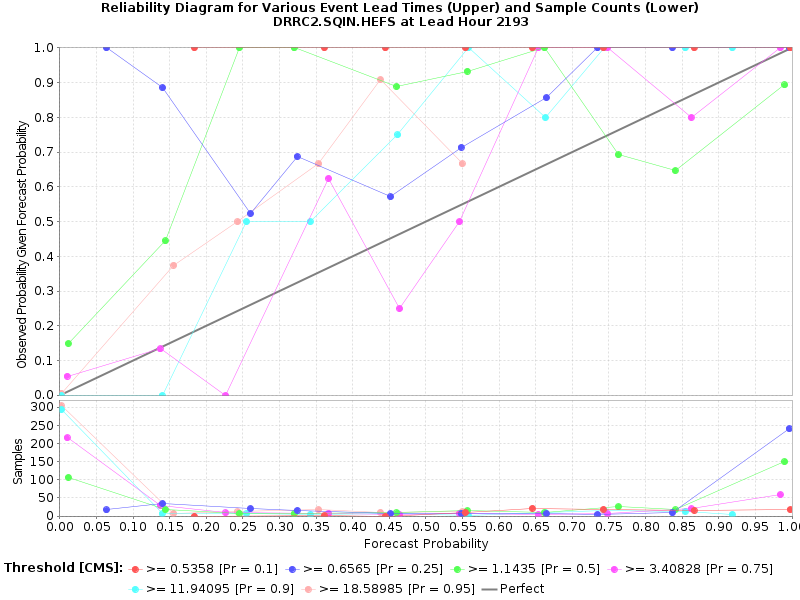 Reliability Diagram for Various Event Lead Times (Upper) and Sample Counts (Lower)
DRRC2.SQIN.HEFS at Lead Hour 2193
Observed Probability Given Forecast Probability
1.0
0.9
0.8
0.7
0.6
0.5
0.4
0.3
0.2
0.1
0.0
Samples
300
250
200
150
100
50
0
0.00 0.05 0.10 0.15 0.20 0.25 0.30 0.35 0.40 0.45 0.50 0.55 0.60 0.65 0.70 0.75 0.80 0.85 0.90 0.95 1.0
Forecast Probability
Threshold [CMS]: >= 0.5358 [Pr = 0.1] >= 0.6565 [Pr = 0.25] >= 1.1435 [Pr = 0.5] >= 3.40828 [Pr = 0.75]
>= 11.94095 [Pr = 0.9] >= 18.58985 [Pr = 0.95] Perfect